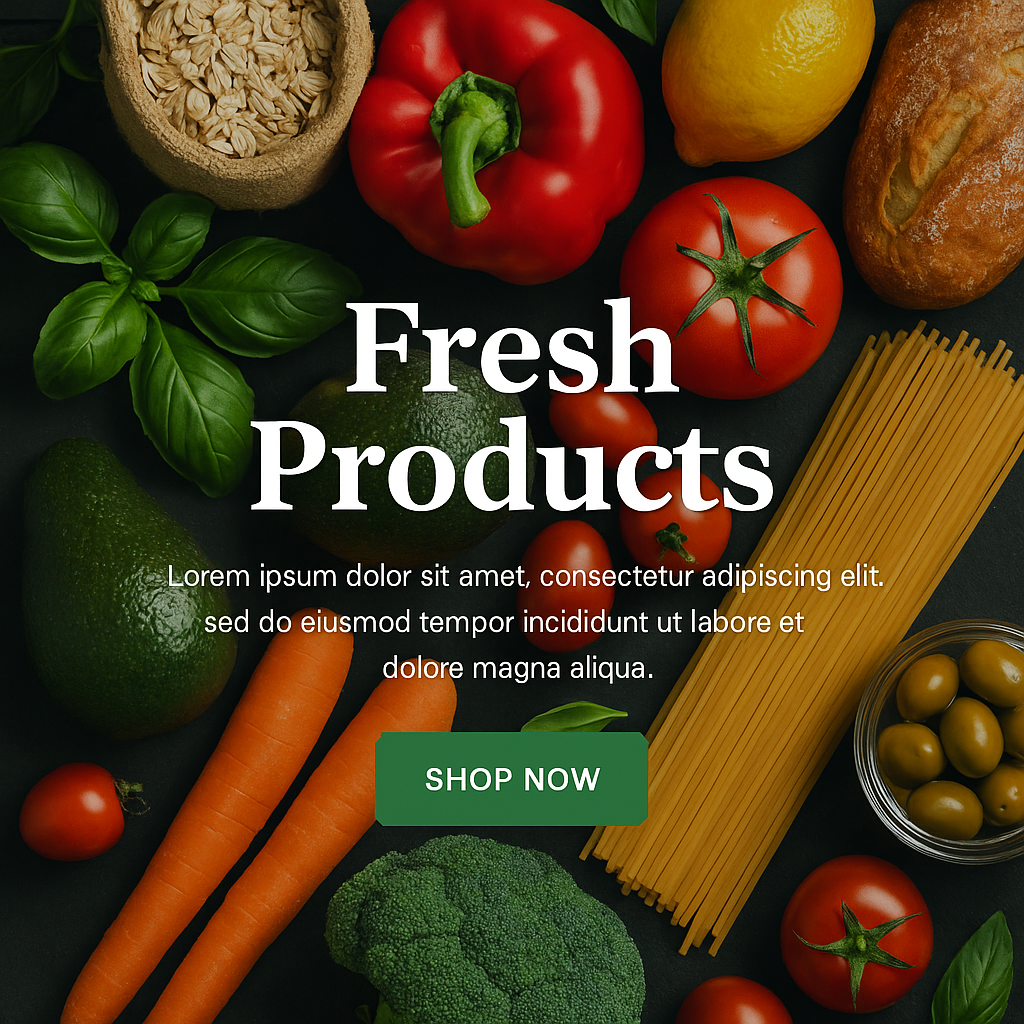 Fresh
Products
Lorem ipsum dolor sit amet, consectetur adipiscing elit.
sed do eiusmod tempor incididunt ut labore et
dolore magna aliqua.
SHOP NOW